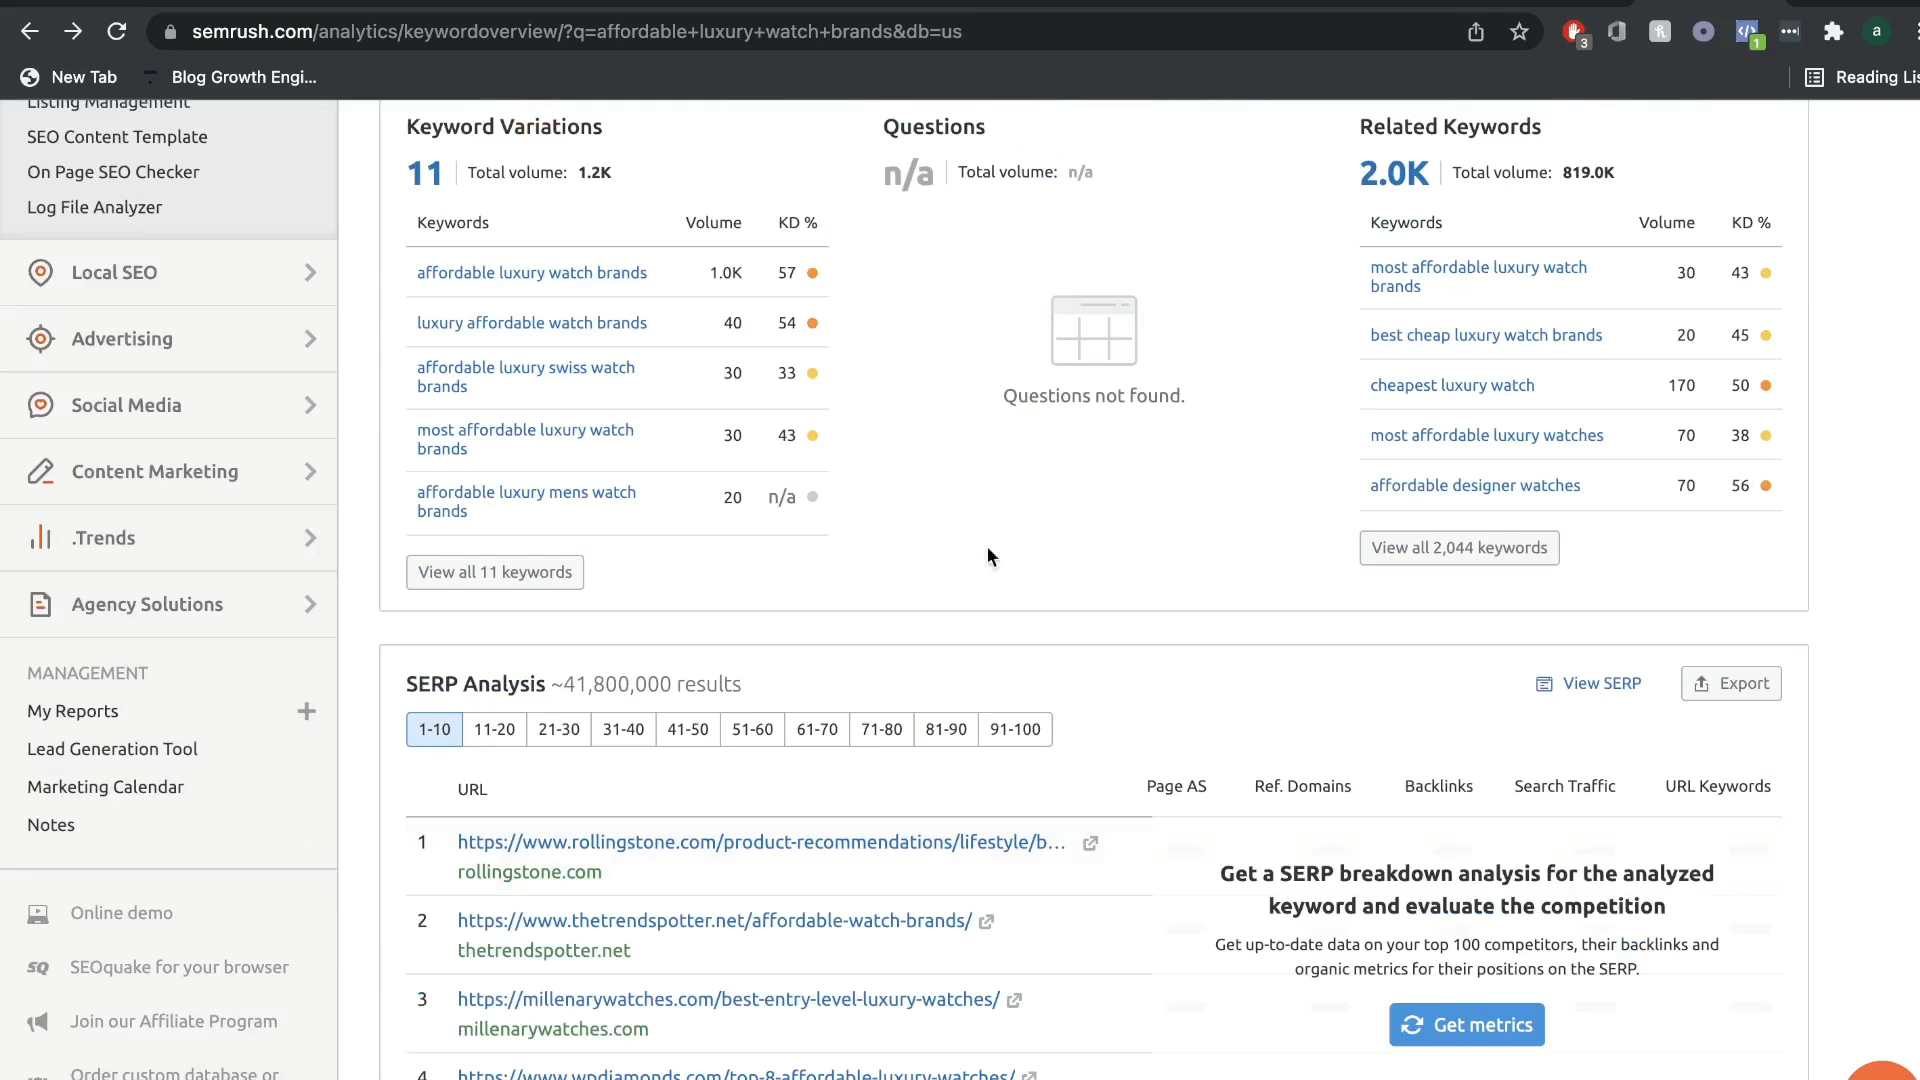 semrush.com/analytics/keywordoverview/?q=affordable+luxury+watch+brands&db=us
3
1
a
New Tab
Blog Growth Engi...
Reading Lis
Listing Management
SEO Content Template
On Page SEO Checker
Log File Analyzer
Local SEO
Advertising
Social Media
Content Marketing
.Trends
Agency Solutions
MANAGEMENT
My Reports
Lead Generation Tool
Marketing Calendar
Notes
Online demo
SEOquake for your browser
Join our Affiliate Program
Order custom database or
Keyword Variations
11 Total volume: 1.2K
Keywords Volume KD %
affordable luxury watch brands 1.0K 57
luxury affordable watch brands 40 54
affordable luxury swiss watch
brands 30 33
most affordable luxury watch
brands 30 43
affordable luxury mens watch
brands 20 n/a
View all 11 keywords
Questions
n/a Total volume: n/a
Questions not found.
Related Keywords
2.0K Total volume: 819.0K
Keywords Volume KD %
most affordable luxury watch
brands 30 43
best cheap luxury watch brands 20 45
cheapest luxury watch 170 50
most affordable luxury watches 70 38
affordable designer watches 70 56
View all 2,044 keywords
SERP Analysis ~41,800,000 results
View SERP
Export
1-10 11-20 21-30 31-40 41-50 51-60 61-70 71-80 81-90 91-100
URL Page AS Ref. Domains Backlinks Search Traffic URL Keywords
1 https://www.rollingstone.com/product-recommendations/lifestyle/b...
rollingstone.com
2 https://www.thetrendspotter.net/affordable-watch-brands/
thetrendspotter.net
3 https://millenarywatches.com/best-entry-level-luxury-watches/
millenarywatches.com
4 https://www.wpdiamonds.com/top-8-affordable-luxury-watches/
Get a SERP breakdown analysis for the analyzed
keyword and evaluate the competition
Get up-to-date data on your top 100 competitors, their backlinks and
organic metrics for their positions on the SERP.
Get metrics